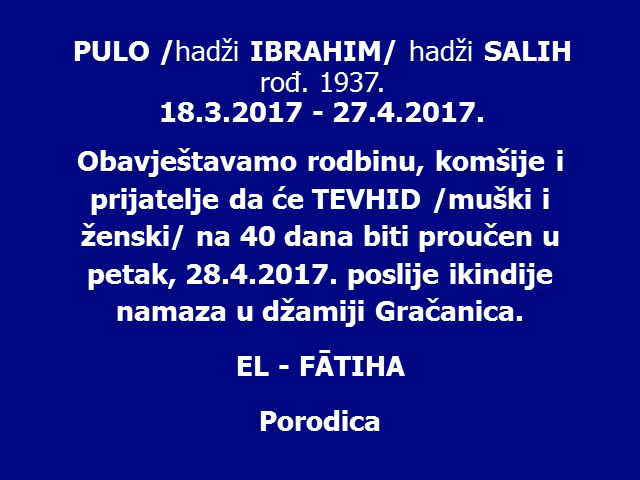 PULO /hadži IBRAHIM/ hadži SALIH
rođ. 1937.
18.3.2017 - 27.4.2017.
Obavještavamo rodbinu, komšije i
prijatelje da će TEVHID /muški i
ženski/ na 40 dana biti proučen u
petak, 28.4.2017. poslije ikindije
namaza u džamiji Gračanica.
EL - FĀTIHA
Porodica